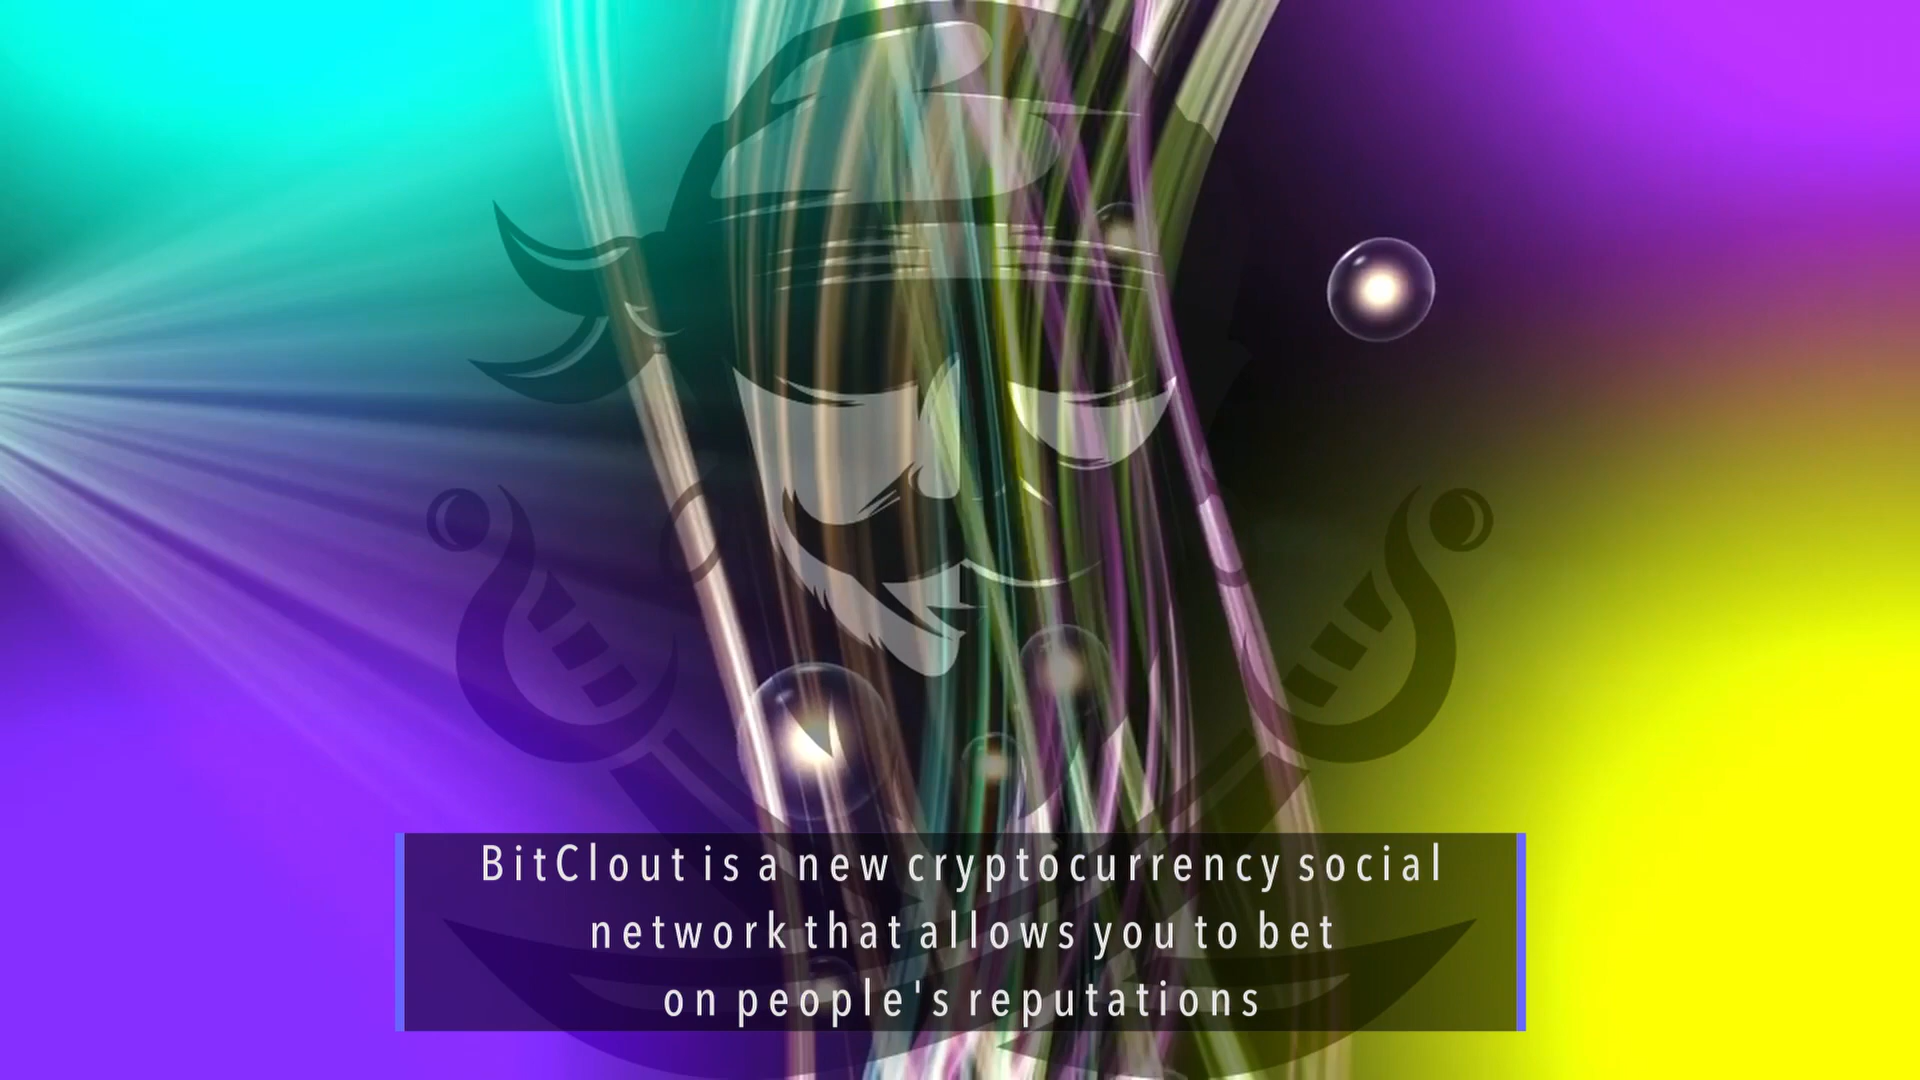 BitClout is a new cryptocurrency social
network that allows you to bet
on people's reputations